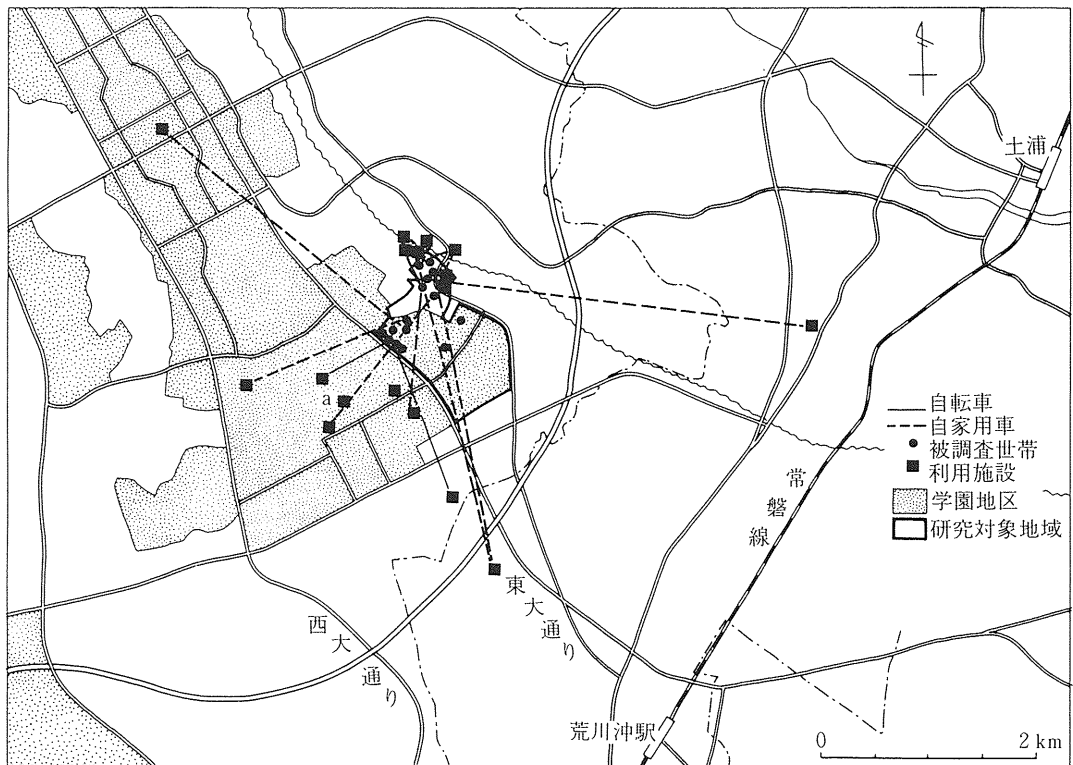 土浦
a
自転車
自家用車
被調査世帯
利用施設
学園地区
研究対象地域
常磐線
東大通り
西大通り
荒川沖駅
0 2km